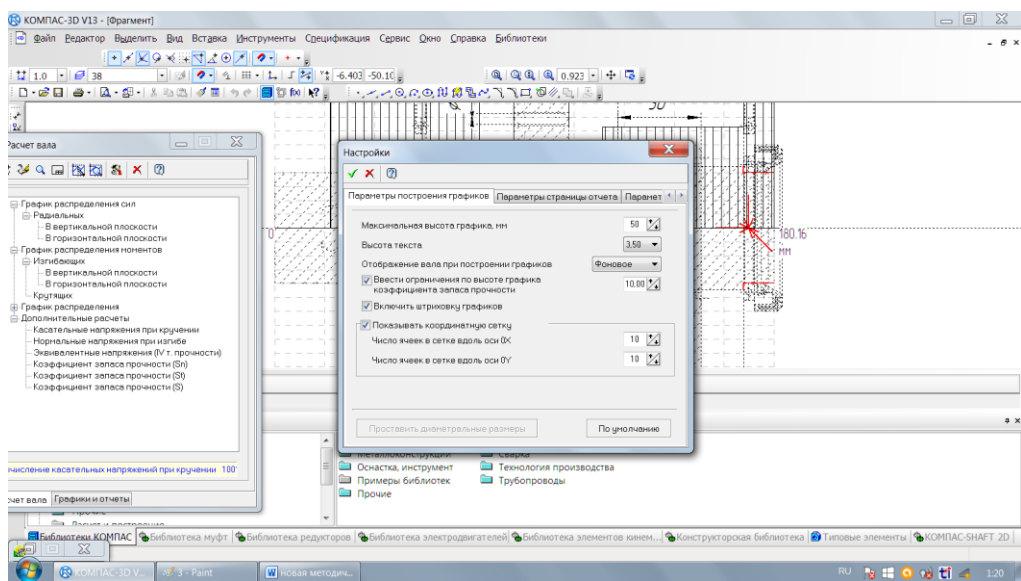 КОМПАС-3D V13 - [Фрагмент]
Файл Редактор Выделить Вид Вставка Инструменты Спецификация Сервис Окно Справка Библиотеки
1.0 38 -6.403 -50.10 0.923
30
Расчет вала
График распределения сил
Радиальных
В вертикальной плоскости
В горизонтальной плоскости
График распределения моментов
Изгибающих
В вертикальной плоскости
В горизонтальной плоскости
Крутящих
График распределения
Дополнительные расчеты
Касательные напряжения при кручении
Нормальные напряжения при изгибе
Эквивалентные напряжения (IV т. прочности)
Коэффициент запаса прочности (Sn)
Коэффициент запаса прочности (St)
Коэффициент запаса прочности (S)
числение касательных напряжений при кручении 100%
чет вала Графики и отчеты
Настройки
Параметры построения графиков Параметры страницы отчета Парамет
Максимальная высота графика, мм 50
Высота текста 3,50
Отображение вала при построении графиков Фоновое
Ввести ограничения по высоте графика коэффициента запаса прочности 10,00
Включить штриховку графиков
Показывать координатную сетку
Число ячеек в сетке вдоль оси 0X 10
Число ячеек в сетке вдоль оси 0Y 10
Проставить диаметральные размеры По умолчанию
0
180.16
мм
Металлоконструкции Сварка
Оснастка, инструмент Технология производства
Примеры библиотек Трубопроводы
Прочие
Прочие
Расчет и построение
Библиотеки КОМПАС Библиотека муфт Библиотека редукторов Библиотека электродвигателей Библиотека элементов кинем... Конструкторская библиотека Типовые элементы КОМПАС-SHAFT 2D
КОМПАС-3D V... 3 - Paint новая методич... RU 1:20